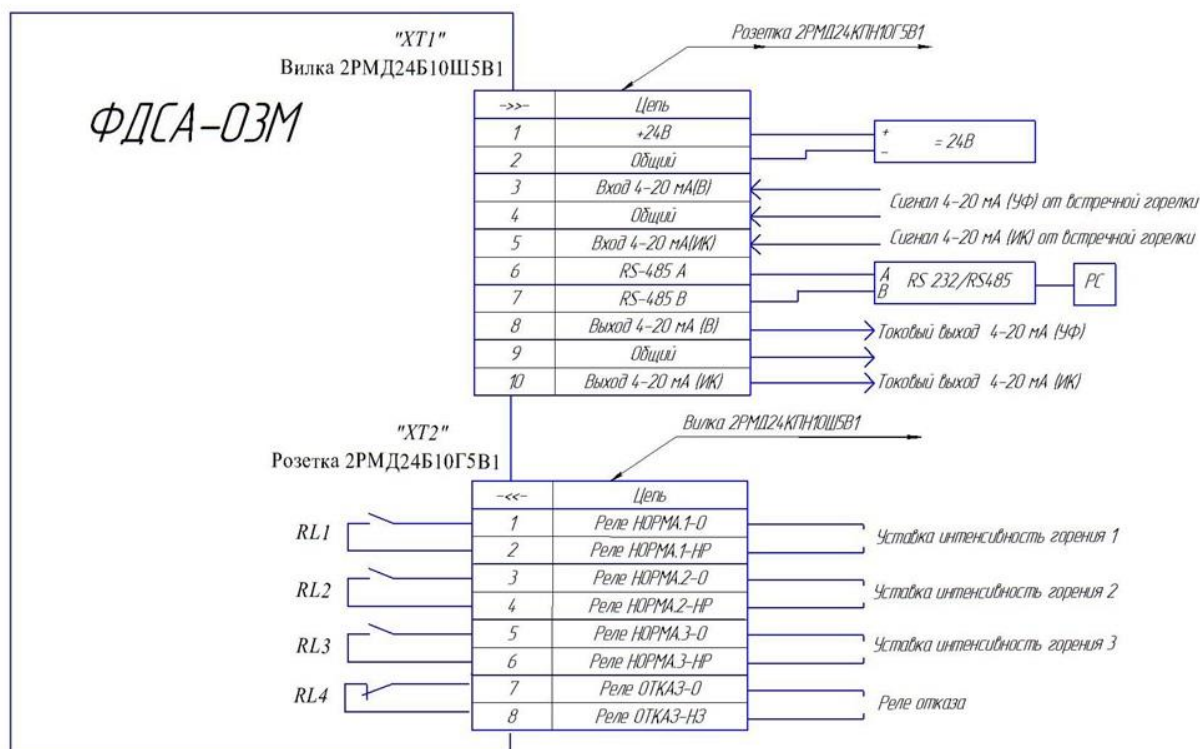 "XT1"
Вилка 2РМД24Б10Ш5В1
Розетка 2РМД24КПН10Г5В1
ФДСА-03М
->>- Цепь
1 +24В
+ = 24В
-
2 Общий
3 Вход 4-20 мА(В)
Сигнал 4-20 мА (УФ) от встречной горелки
4 Общий
5 Вход 4-20 мА(ИК)
Сигнал 4-20 мА (ИК) от встречной горелки
6 RS-485 А
A RS 232/RS485 PC
B
7 RS-485 В
8 Выход 4-20 мА (В) Токовый выход 4-20 мА (УФ)
9 Общий
10 Выход 4-20 мА (ИК) Токовый выход 4-20 мА (ИК)
"XT2"
Розетка 2РМД24Б10Г5В1
Вилка 2РМД24КПН10Ш5В1
-<<- Цепь
RL1
1 Реле НОРМА.1-О
2 Реле НОРМА.1-НР
Уставка интенсивность горения 1
RL2
3 Реле НОРМА.2-О
4 Реле НОРМА.2-НР
Уставка интенсивность горения 2
RL3
5 Реле НОРМА.3-О
6 Реле НОРМА.3-НР
Уставка интенсивность горения 3
RL4
7 Реле ОТКАЗ-О
8 Реле ОТКАЗ-НЗ
Реле отказа